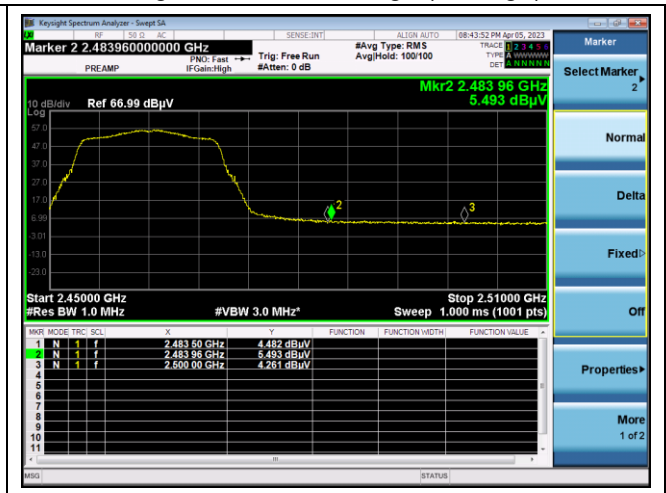 Keysight Spectrum Analyzer - Swept SA
RF 50 Ω AC SENSE:INT ALIGN AUTO 08:43:52 PM Apr 05, 2023
Marker 2 2.483960000000 GHz
#Avg Type: RMS
TRACE 1 2 3 4 5 6
PNO: Fast
Trig: Free Run
Avg|Hold: 100/100
TYPE A WWWWW
PREAMP
IFGain:High
#Atten: 0 dB
DET A N N N N N
Mkr2 2.483 96 GHz
5.493 dBµV
10 dB/div
Ref 66.99 dBµV
Log
57.0
47.0
37.0
27.0
17.0
6.99
-3.01
-13.0
-23.0
2
3
Start 2.45000 GHz
Stop 2.51000 GHz
#Res BW 1.0 MHz
#VBW 3.0 MHz*
Sweep 1.000 ms (1001 pts)
MKR MODE TRC SCL X Y FUNCTION FUNCTION WIDTH FUNCTION VALUE
1 N 1 f 2.483 50 GHz 4.482 dBuV
2 N 1 f 2.483 96 GHz 5.493 dBuV
3 N 1 f 2.500 00 GHz 4.261 dBuV
4
5
6
7
8
9
10
11
MSG
STATUS
Marker
Select Marker
2
Normal
Delta
Fixed
Off
Properties
More
1 of 2